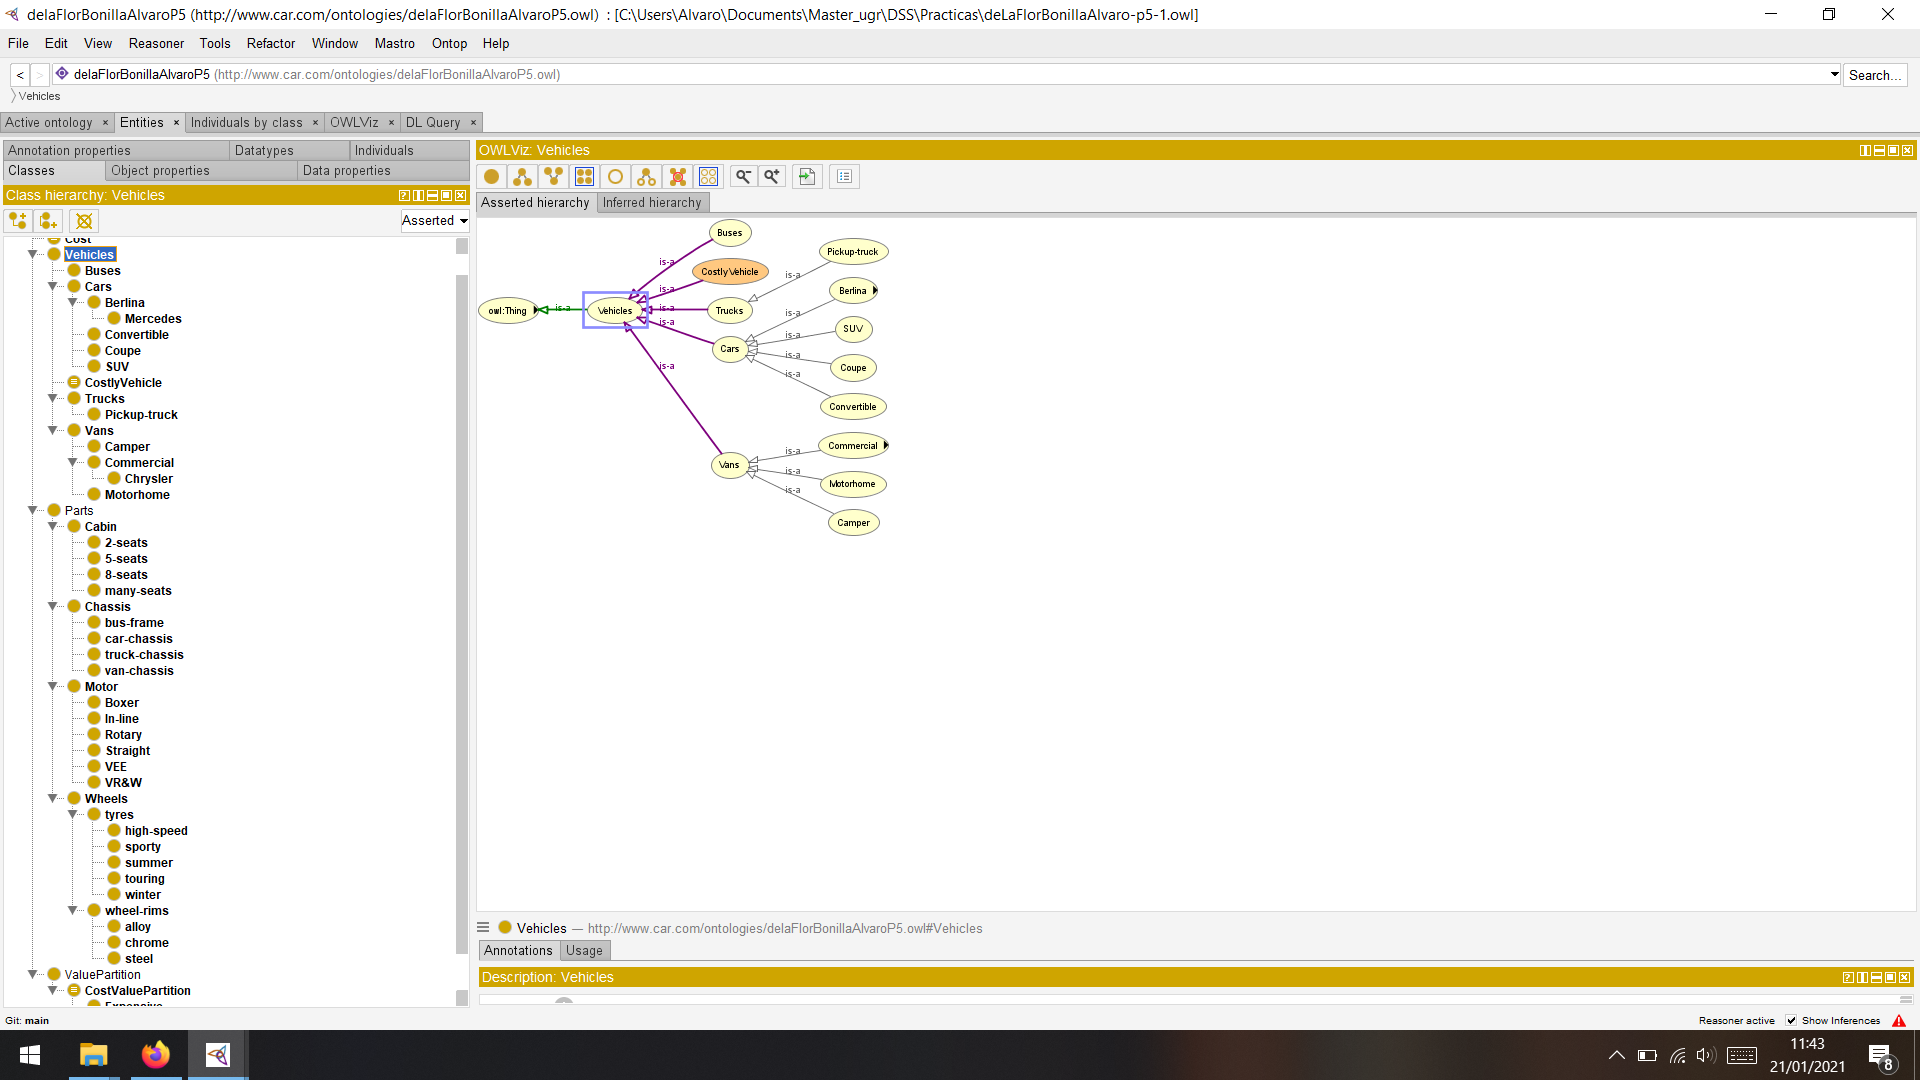 delaFlorBonillaAlvaroP5 (http://www.car.com/ontologies/delaFlorBonillaAlvaroP5.owl) : [C:\Users\Alvaro\Documents\Master_ugr\DSS\Practicas\deLaFlorBonillaAlvaro-p5-1.owl]
File Edit View Reasoner Tools Refactor Window Mastro Ontop Help
< > delaFlorBonillaAlvaroP5 (http://www.car.com/ontologies/delaFlorBonillaAlvaroP5.owl) Search...
Vehicles
Active ontology × Entities × Individuals by class × OWLViz × DL Query ×
Annotation properties Datatypes Individuals
Classes Object properties Data properties
Class hierarchy: Vehicles
Asserted
Cost
Vehicles
Buses
Cars
Berlina
Mercedes
Convertible
Coupe
SUV
CostlyVehicle
Trucks
Pickup-truck
Vans
Camper
Commercial
Chrysler
Motorhome
Parts
Cabin
2-seats
5-seats
8-seats
many-seats
Chassis
bus-frame
car-chassis
truck-chassis
van-chassis
Motor
Boxer
In-line
Rotary
Straight
VEE
VR&W
Wheels
tyres
high-speed
sporty
summer
touring
winter
wheel-rims
alloy
chrome
steel
ValuePartition
CostValuePartition
Expensive
OWLViz: Vehicles
Asserted hierarchy Inferred hierarchy
Buses
Pickup-truck
is-a
CostlyVehicle
is-a
is-a
Berlina
owl:Thing
is-a
Vehicles
is-a
Trucks
is-a
is-a
SUV
is-a
Cars
is-a
is-a
Coupe
is-a
Convertible
Commercial
is-a
Vans
is-a
Motorhome
is-a
Camper
Vehicles — http://www.car.com/ontologies/delaFlorBonillaAlvaroP5.owl#Vehicles
Annotations Usage
Description: Vehicles
Git: main
Reasoner active Show Inferences
11:43
21/01/2021
8